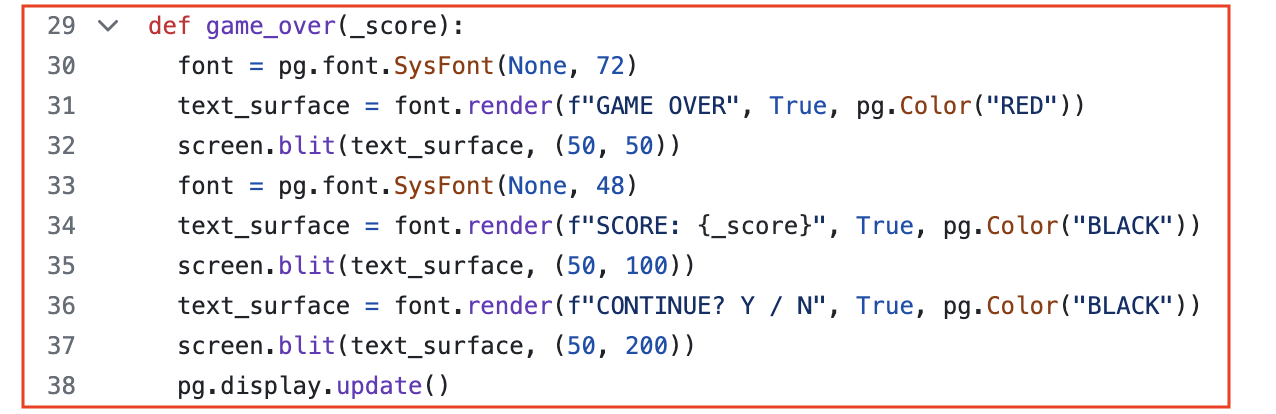 29 def game_over(_score):
30 font = pg.font.SysFont(None, 72)
31 text_surface = font.render(f"GAME OVER", True, pg.Color("RED"))
32 screen.blit(text_surface, (50, 50))
33 font = pg.font.SysFont(None, 48)
34 text_surface = font.render(f"SCORE: {_score}", True, pg.Color("BLACK"))
35 screen.blit(text_surface, (50, 100))
36 text_surface = font.render(f"CONTINUE? Y / N", True, pg.Color("BLACK"))
37 screen.blit(text_surface, (50, 200))
38 pg.display.update()